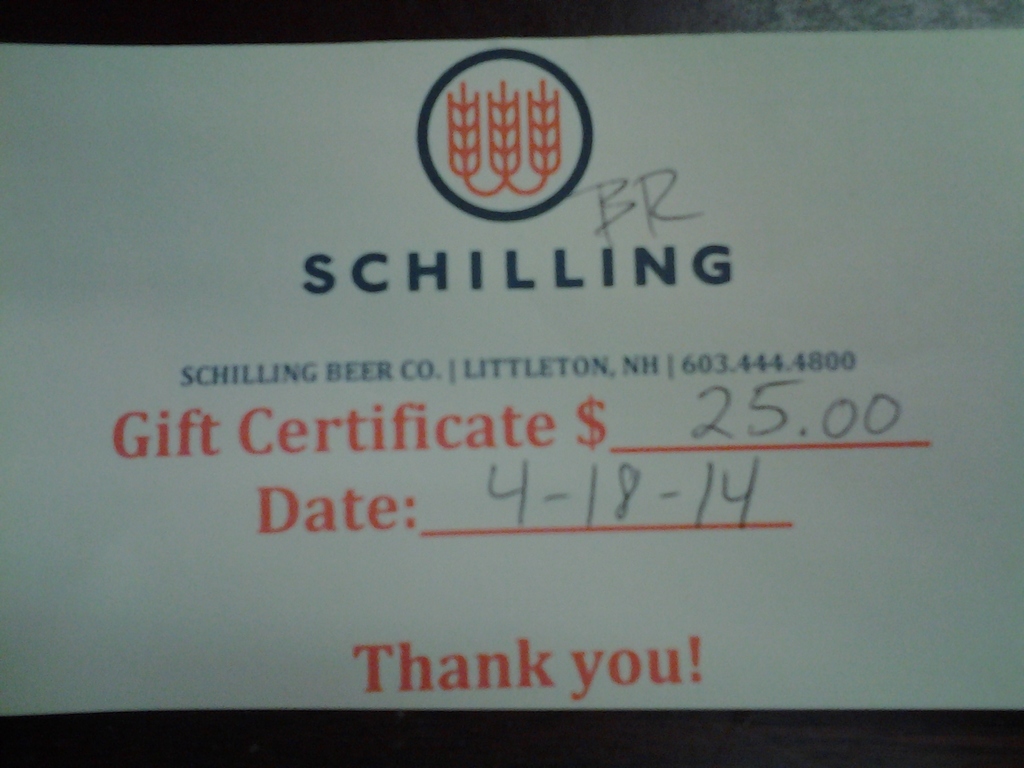 BR
SCHILLING
SCHILLING BEER CO. | LITTLETON, NH | 603.444.4800
Gift Certificate $ 25.00
Date: 4-18-14
Thank you!